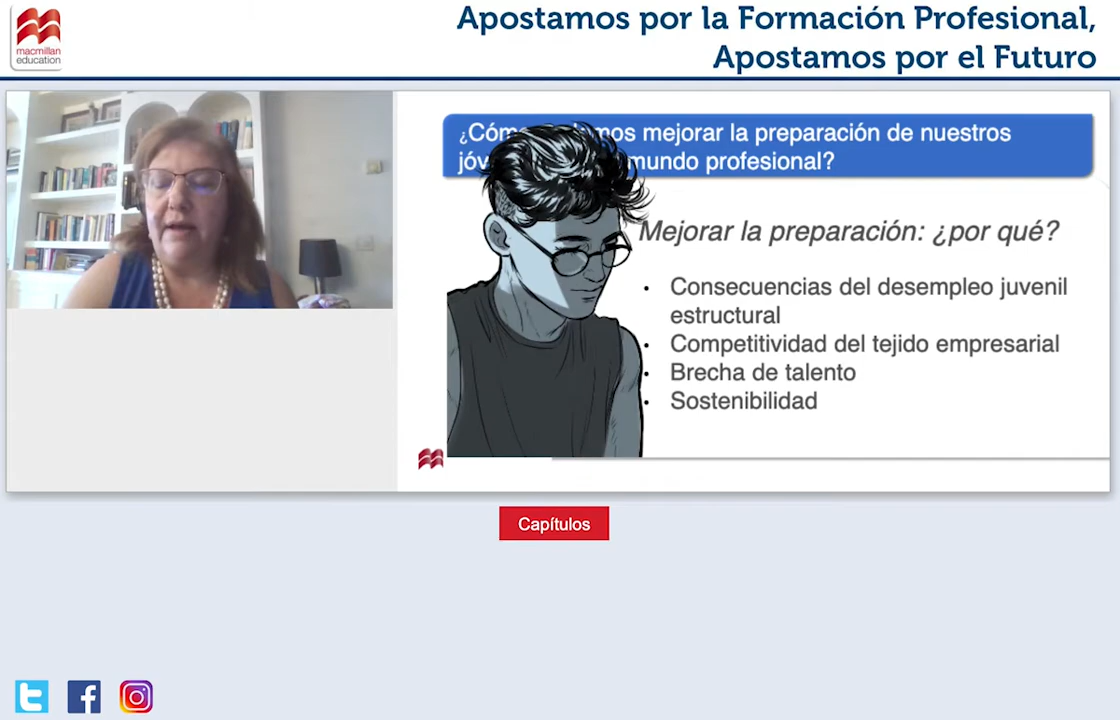 macmillan
education
Apostamos por la Formación Profesional,
Apostamos por el Futuro
mejorar la preparación de nuestros
mundo profesional?
Mejorar la preparación: ¿por qué?
• Consecuencias del desempleo juvenil
estructural
• Competitividad del tejido empresarial
• Brecha de talento
• Sostenibilidad
Capítulos